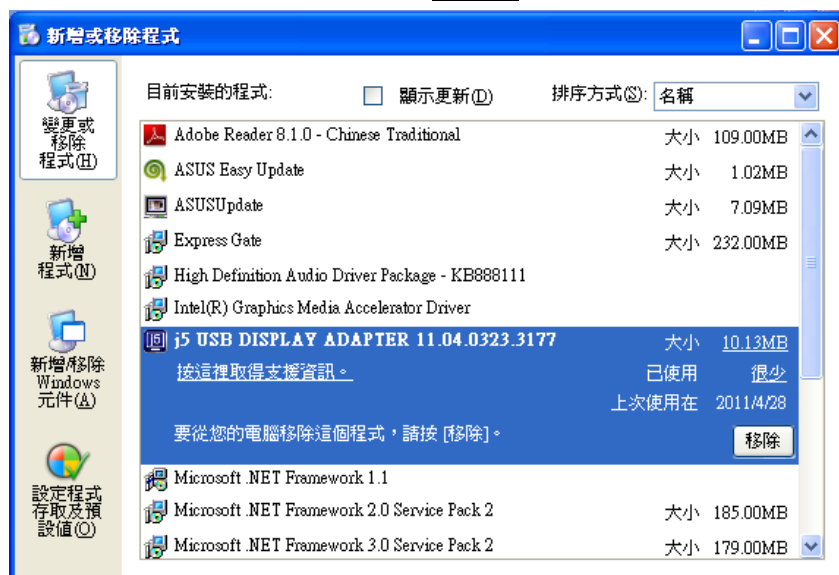 新增或移除程式
變更或
移除
程式(H)
新增
程式(N)
新增/移除
Windows
元件(A)
設定程式
存取及預
設值(O)
目前安裝的程式:
顯示更新(D)
排序方式(S): 名稱
Adobe Reader 8.1.0 - Chinese Traditional 大小 109.00MB
ASUS Easy Update 大小 1.02MB
ASUSUpdate 大小 7.09MB
Express Gate 大小 232.00MB
High Definition Audio Driver Package - KB888111
Intel(R) Graphics Media Accelerator Driver
j5 USB DISPLAY ADAPTER 11.04.0323.3177 大小 10.13MB
按這裡取得支援資訊。 已使用 很少
上次使用在 2011/4/28
要從您的電腦移除這個程式，請按 [移除]。 移除
Microsoft .NET Framework 1.1
Microsoft .NET Framework 2.0 Service Pack 2 大小 185.00MB
Microsoft .NET Framework 3.0 Service Pack 2 大小 179.00MB